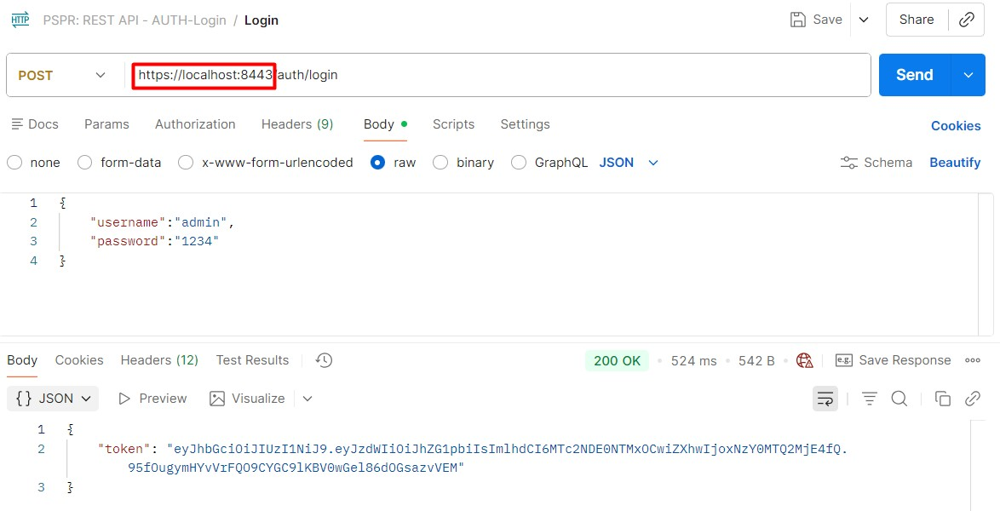 HTTP PSPR: REST API - AUTH-Login / Login Save Share
POST https://localhost:8443/auth/login Send
Docs Params Authorization Headers (9) Body Scripts Settings Cookies
none form-data x-www-form-urlencoded raw binary GraphQL JSON Schema Beautify
1 {
2 "username":"admin",
3 "password":"1234"
4 }
Body Cookies Headers (12) Test Results 200 OK 524 ms 542 B e.g. Save Response
{} JSON Preview Visualize
1 {
2 "token": "eyJhbGciOiJIUzI1NiJ9.eyJzdWIiOiJhZG1pbiIsImlhdCI6MTc2NDE0NTMxOCwiZXhwIjoxNzY0MTQ2MjE4fQ.
95fOugymHYvVrFQO9CYGC9lKBV0wGel86dOGsazvVEM"
3 }